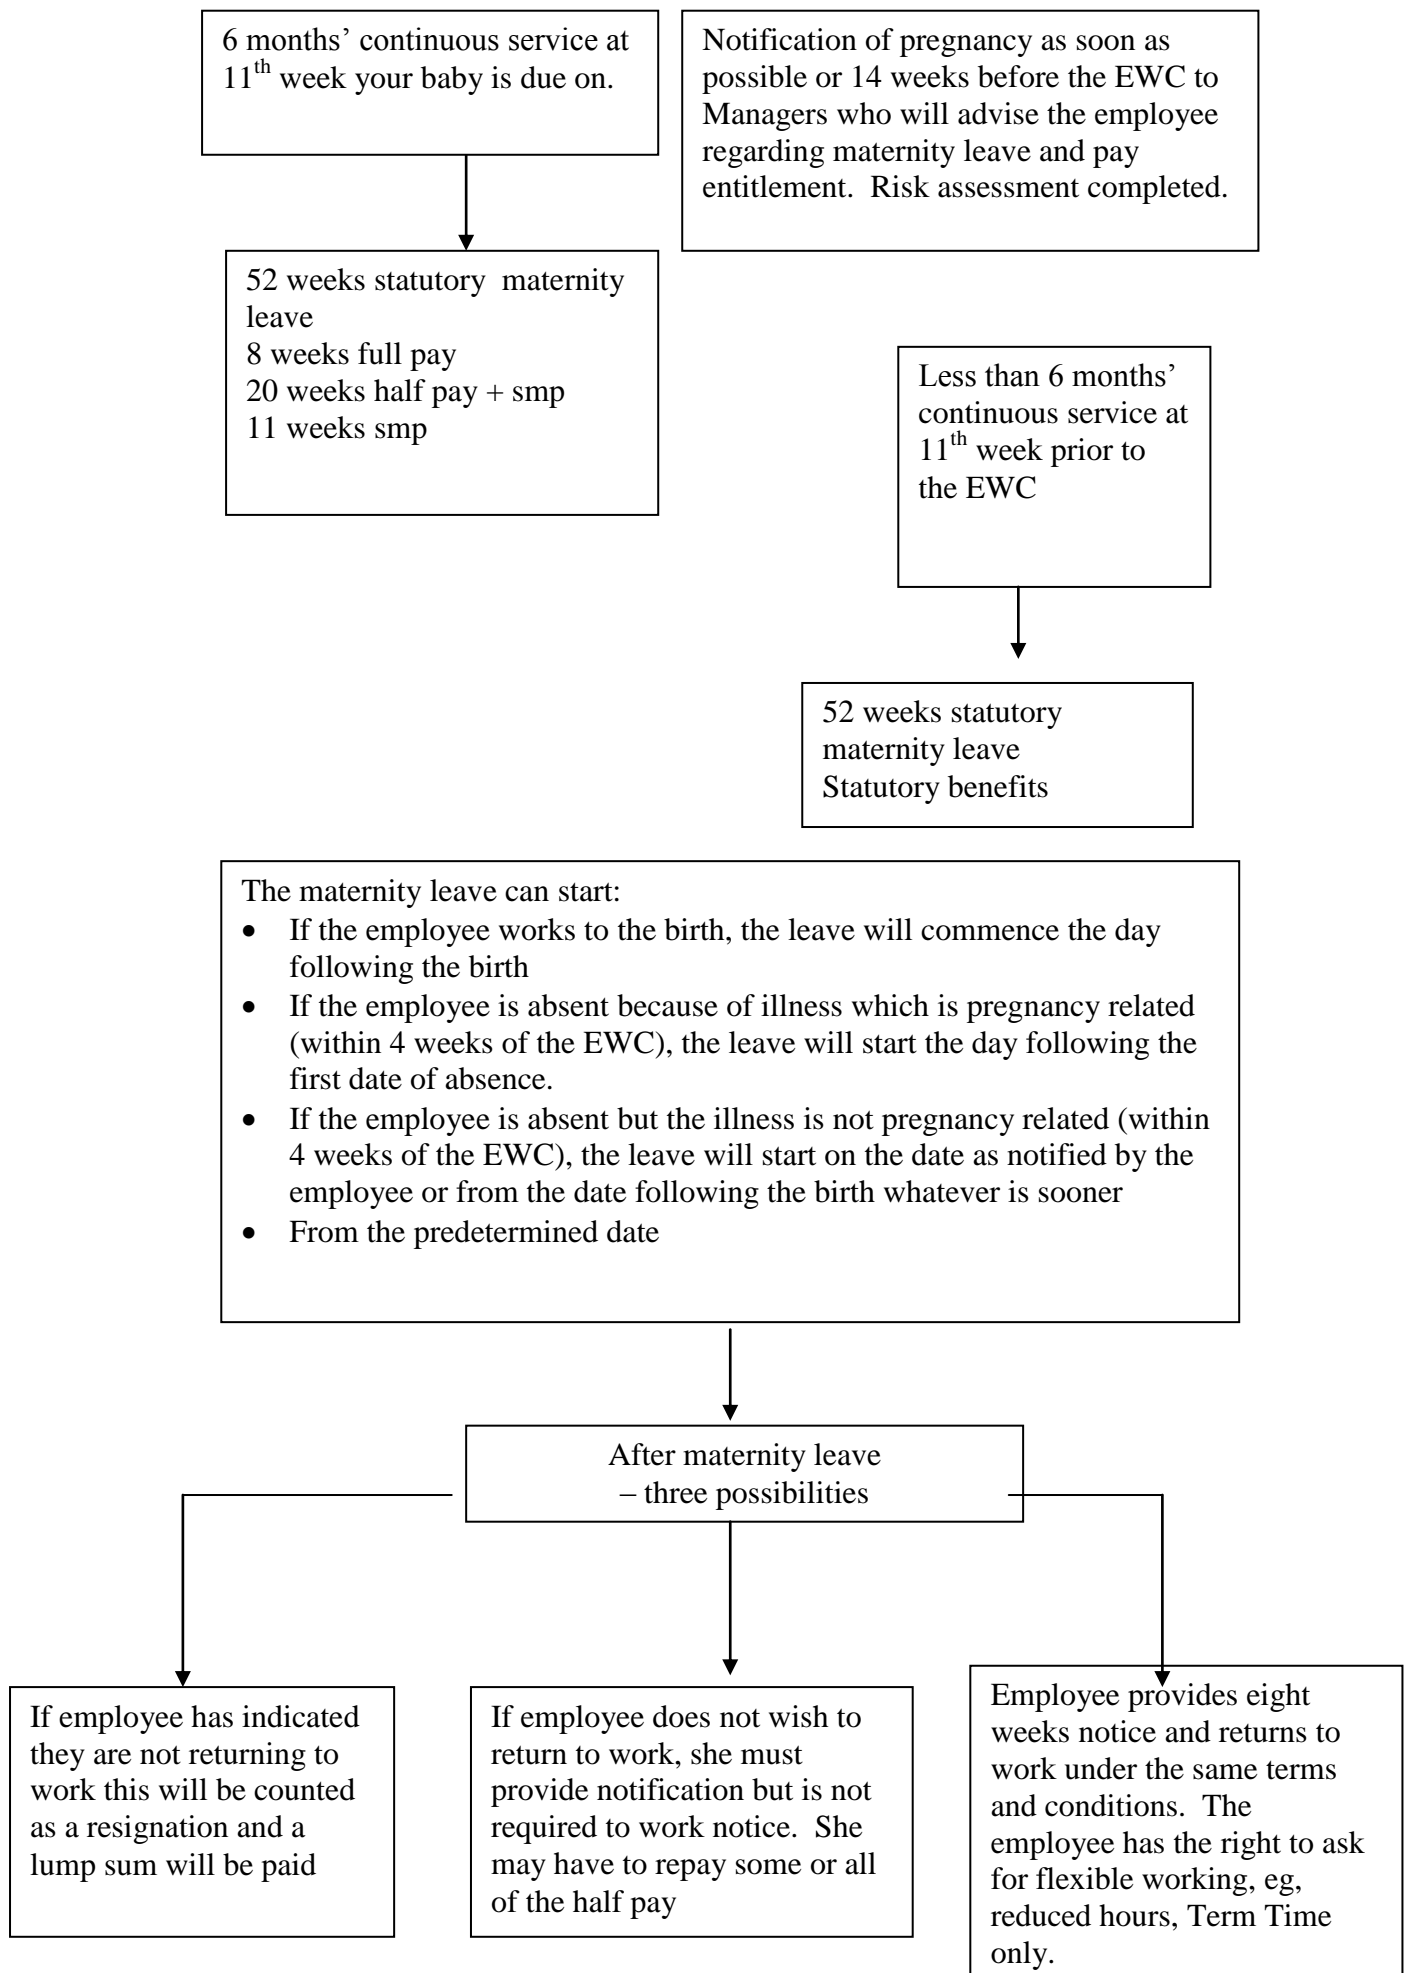 6 months’ continuous service at
11th week your baby is due on.
Notification of pregnancy as soon as
possible or 14 weeks before the EWC to
Managers who will advise the employee
regarding maternity leave and pay
entitlement.  Risk assessment completed.
52 weeks statutory  maternity
leave
8 weeks full pay
20 weeks half pay + smp
11 weeks smp
Less than 6 months’
continuous service at
11th week prior to
the EWC
52 weeks statutory
maternity leave
Statutory benefits
The maternity leave can start:
• If the employee works to the birth, the leave will commence the day
following the birth
• If the employee is absent because of illness which is pregnancy related
(within 4 weeks of the EWC), the leave will start the day following the
first date of absence.
• If the employee is absent but the illness is not pregnancy related (within
4 weeks of the EWC), the leave will start on the date as notified by the
employee or from the date following the birth whatever is sooner
• From the predetermined date
After maternity leave
– three possibilities
If employee has indicated
they are not returning to
work this will be counted
as a resignation and a
lump sum will be paid
If employee does not wish to
return to work, she must
provide notification but is not
required to work notice.  She
may have to repay some or all
of the half pay
Employee provides eight
weeks notice and returns to
work under the same terms
and conditions.  The
employee has the right to ask
for flexible working, eg,
reduced hours, Term Time
only.